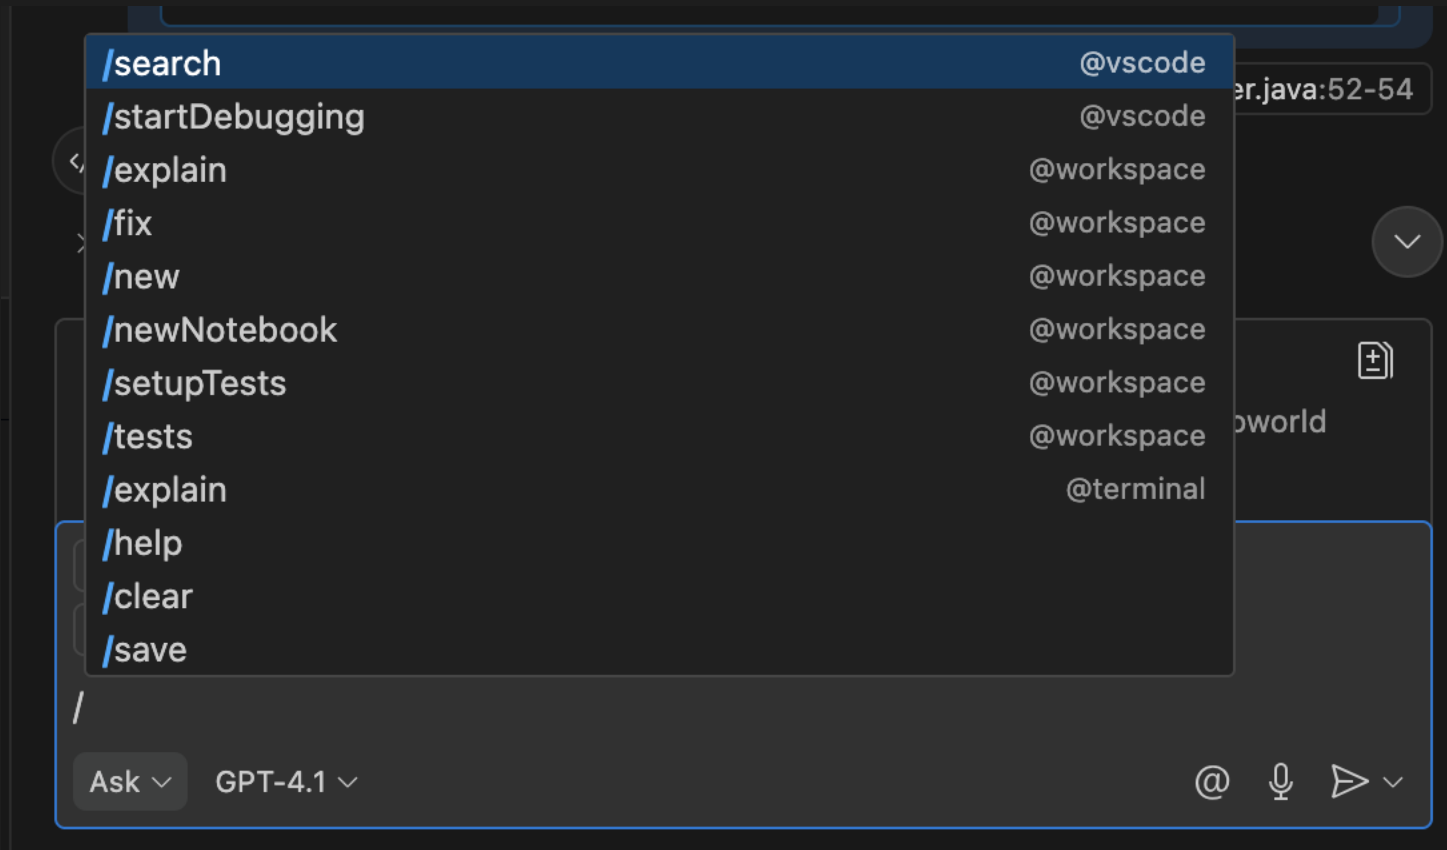 /search @vscode
er.java:52-54
/startDebugging @vscode
/explain @workspace
/fix @workspace
/new @workspace
/newNotebook @workspace
/setupTests @workspace
oworld
/tests @workspace
/explain @terminal
/help
/clear
/save
/
Ask GPT-4.1 @